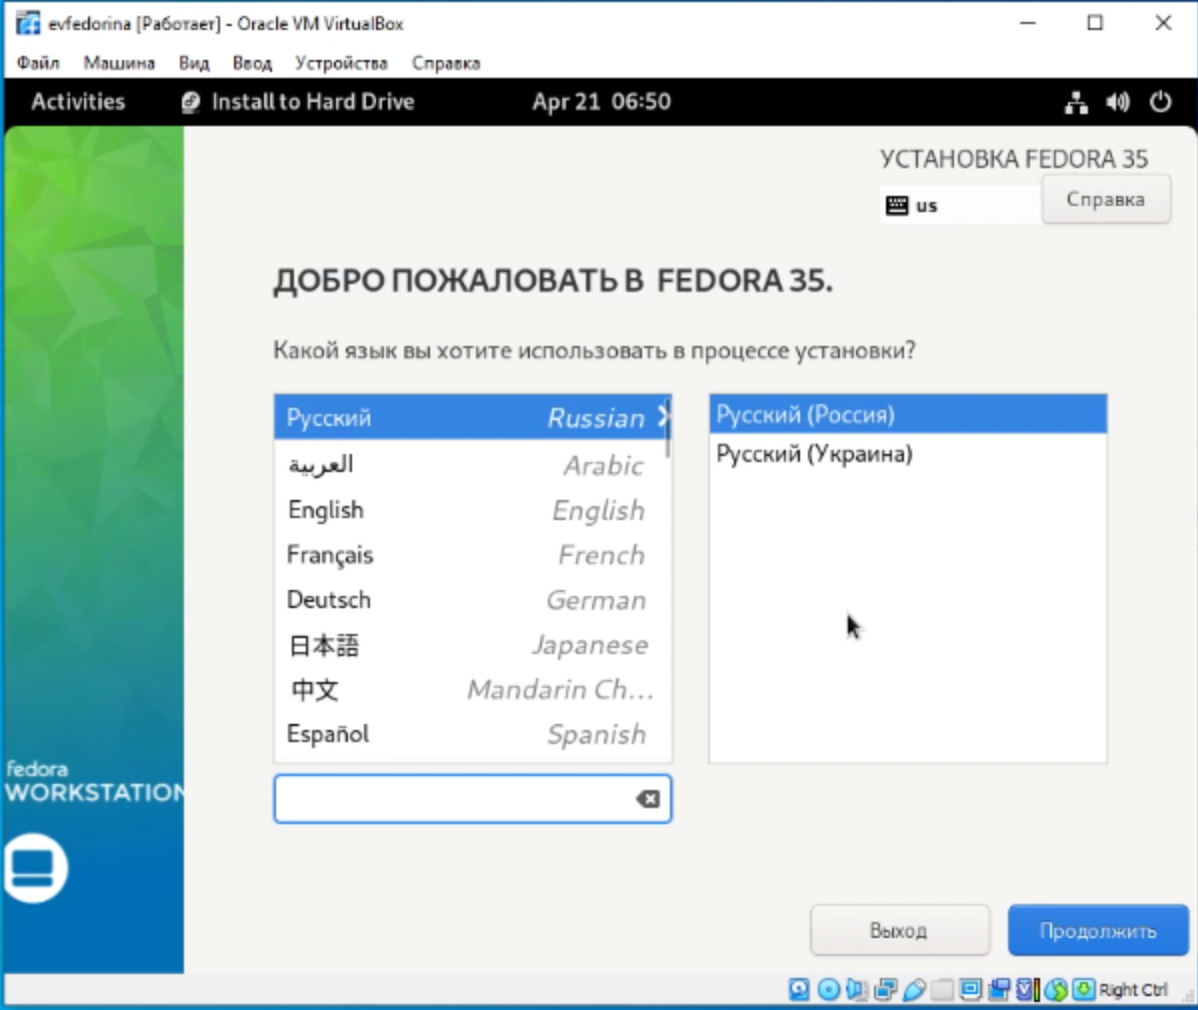 evfedorina [Работает] - Oracle VM VirtualBox
Файл Машина Вид Ввод Устройства Справка
Activities Install to Hard Drive Apr 21 06:50
УСТАНОВКА FEDORA 35
us Справка
ДОБРО ПОЖАЛОВАТЬ В FEDORA 35.
Какой язык вы хотите использовать в процессе установки?
Русский Russian
العربية Arabic
English English
Français French
Deutsch German
日本語 Japanese
中文 Mandarin Ch...
Español Spanish
Русский (Россия)
Русский (Украина)
fedora
WORKSTATION
Выход Продолжить
Right Ctrl